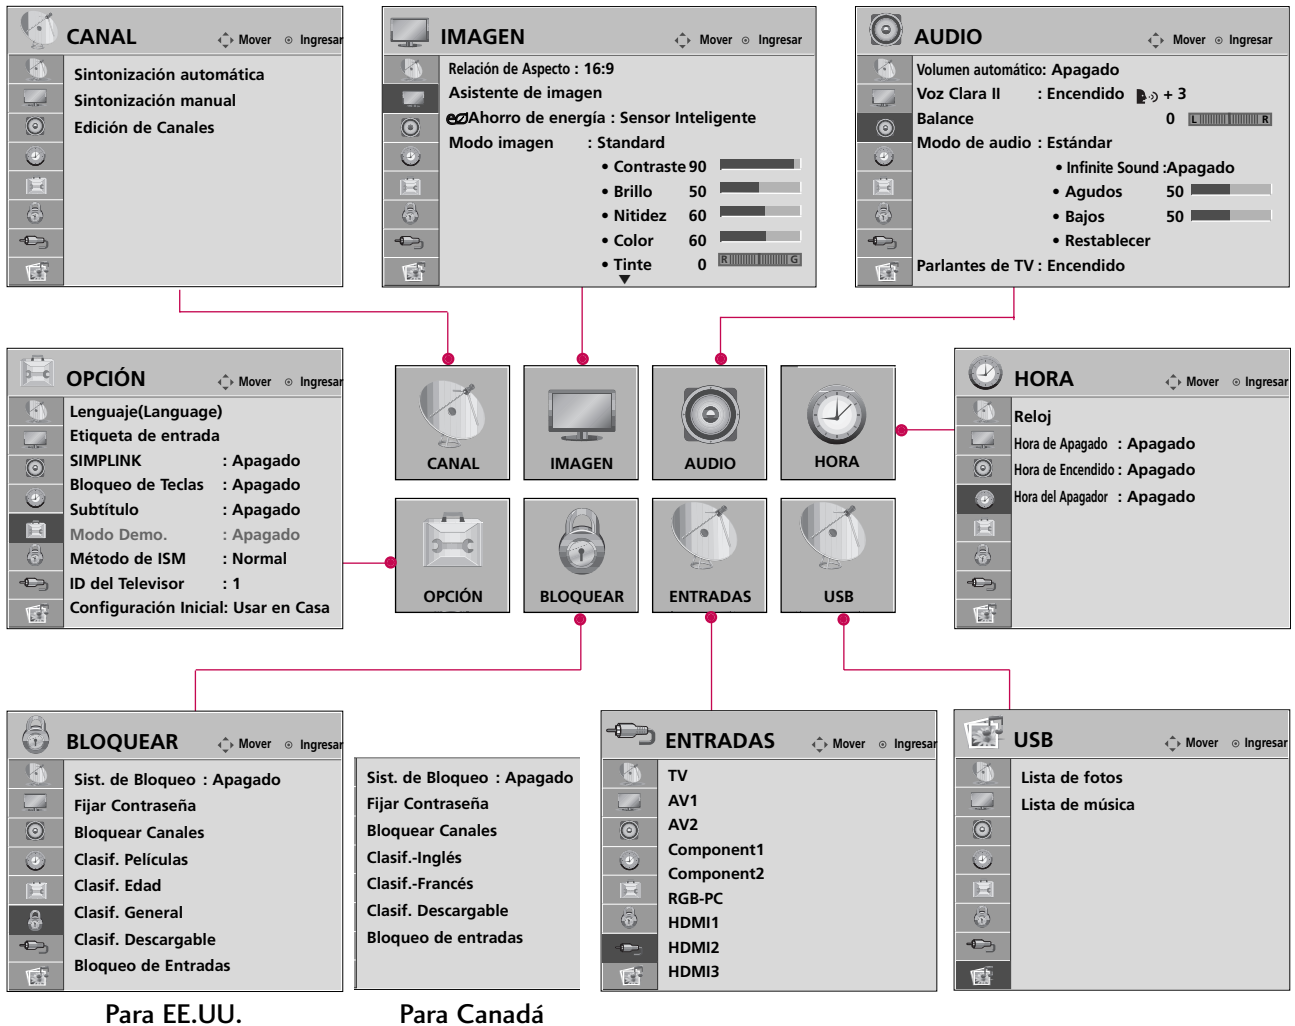 CANAL
Mover
Ingresar
Sintonización automática
Sintonización manual
Edición de Canales
IMAGEN
Mover
Ingresar
Relación de Aspecto : 16:9
Asistente de imagen
Ahorro de energía : Sensor Inteligente
Modo imagen : Standard
• Contraste 90
• Brillo 50
• Nitidez 60
• Color 60
• Tinte 0 R G
AUDIO
Mover
Ingresar
Volumen automático: Apagado
Voz Clara II : Encendido + 3
Balance 0 L R
Modo de audio : Estándar
• Infinite Sound :Apagado
• Agudos 50
• Bajos 50
• Restablecer
Parlantes de TV : Encendido
OPCIÓN
Mover
Ingresar
Lenguaje(Language)
Etiqueta de entrada
SIMPLINK : Apagado
Bloqueo de Teclas : Apagado
Subtítulo : Apagado
Modo Demo. : Apagado
Método de ISM : Normal
ID del Televisor : 1
Configuración Inicial: Usar en Casa
CANAL
IMAGEN
AUDIO
HORA
OPCIÓN
BLOQUEAR
ENTRADAS
USB
HORA
Mover
Ingresar
Reloj
Hora de Apagado : Apagado
Hora de Encendido : Apagado
Hora del Apagador : Apagado
BLOQUEAR
Mover
Ingresar
Sist. de Bloqueo : Apagado
Fijar Contraseña
Bloquear Canales
Clasif. Películas
Clasif. Edad
Clasif. General
Clasif. Descargable
Bloqueo de Entradas
Para EE.UU.
Sist. de Bloqueo : Apagado
Fijar Contraseña
Bloquear Canales
Clasif.-Inglés
Clasif.-Francés
Clasif. Descargable
Bloqueo de entradas
Para Canadá
ENTRADAS
Mover
Ingresar
TV
AV1
AV2
Component1
Component2
RGB-PC
HDMI1
HDMI2
HDMI3
USB
Mover
Ingresar
Lista de fotos
Lista de música